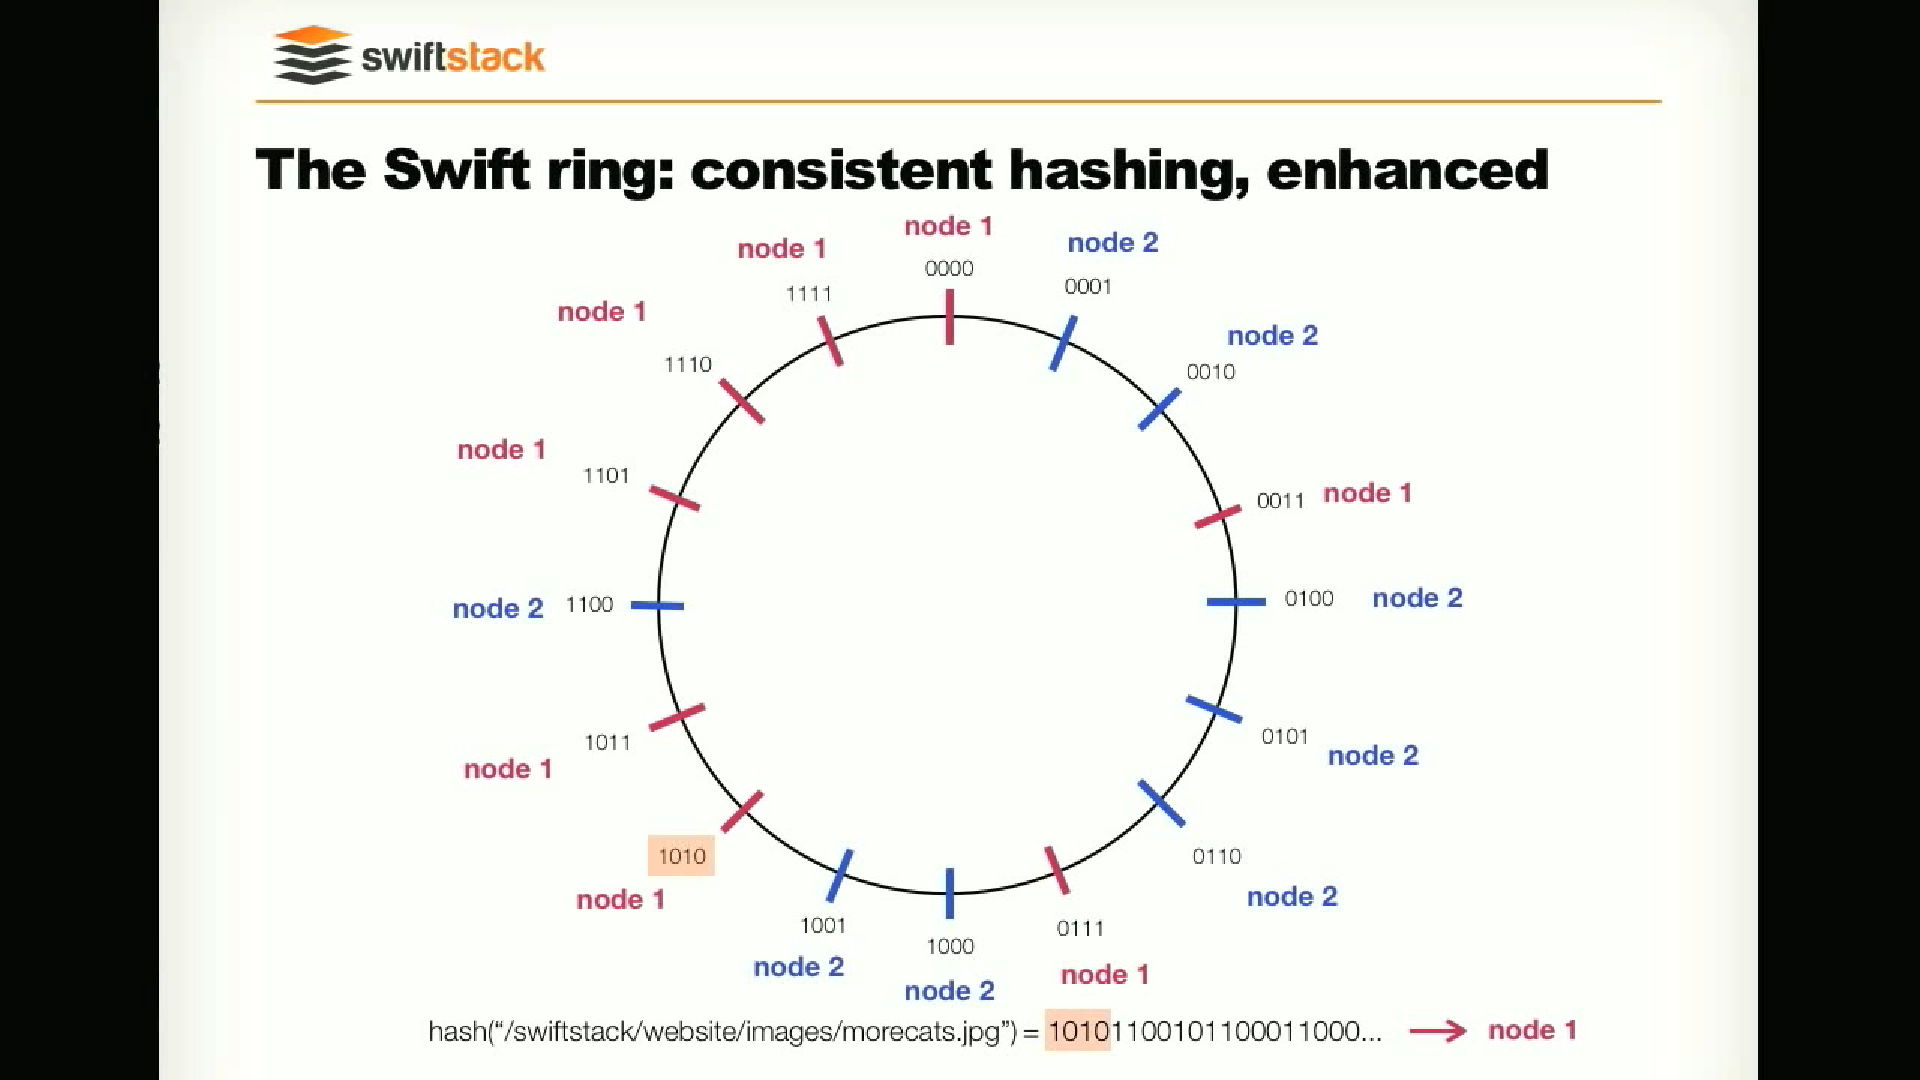 swiftstack
The Swift ring: consistent hashing, enhanced
node 1
0000
node 2
0001
node 2
0010
0011 node 1
0100 node 2
0101
node 2
0110
node 2
0111
node 1
1000
node 2
1001
node 2
1010
node 1
1011
node 1
node 2 1100
node 1
1101
node 1
1110
node 1
1111
hash(“/swiftstack/website/images/morecats.jpg”) = 10101100101100011000... → node 1